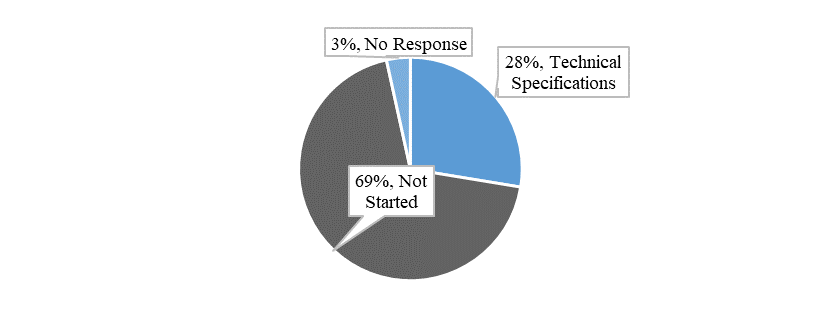 3%, No Response
28%, Technical
Specifications
69%, Not
Started